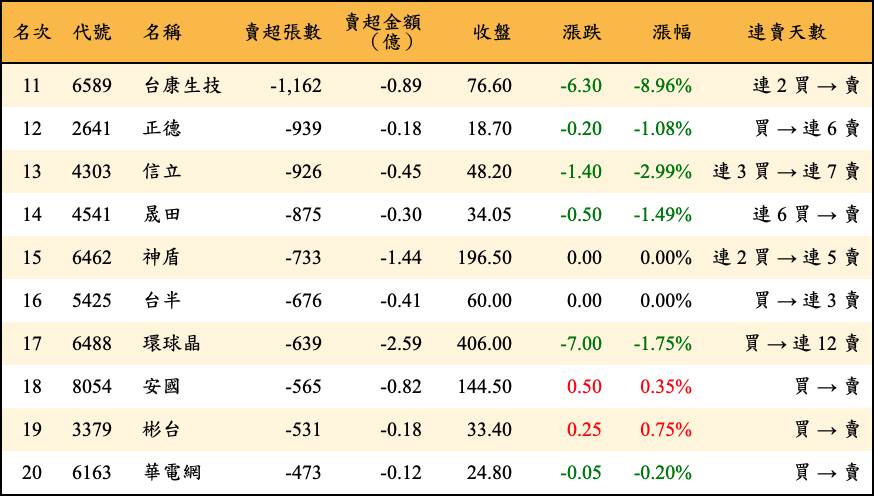 名次 代號 名稱 賣超張數 賣超金額（億） 收盤 漲跌 漲幅 連賣天數
11 6589 台康生技 -1,162 -0.89 76.60 -6.30 -8.96% 連 2 買 → 賣
12 2641 正德 -939 -0.18 18.70 -0.20 -1.08% 買 → 連 6 賣
13 4303 信立 -926 -0.45 48.20 -1.40 -2.99% 連 3 買 → 連 7 賣
14 4541 晟田 -875 -0.30 34.05 -0.50 -1.49% 連 6 買 → 賣
15 6462 神盾 -733 -1.44 196.50 0.00 0.00% 連 2 買 → 連 5 賣
16 5425 台半 -676 -0.41 60.00 0.00 0.00% 買 → 連 3 賣
17 6488 環球晶 -639 -2.59 406.00 -7.00 -1.75% 買 → 連 12 賣
18 8054 安國 -565 -0.82 144.50 0.50 0.35% 買 → 賣
19 3379 彬台 -531 -0.18 33.40 0.25 0.75% 買 → 賣
20 6163 華電網 -473 -0.12 24.80 -0.05 -0.20% 買 → 賣